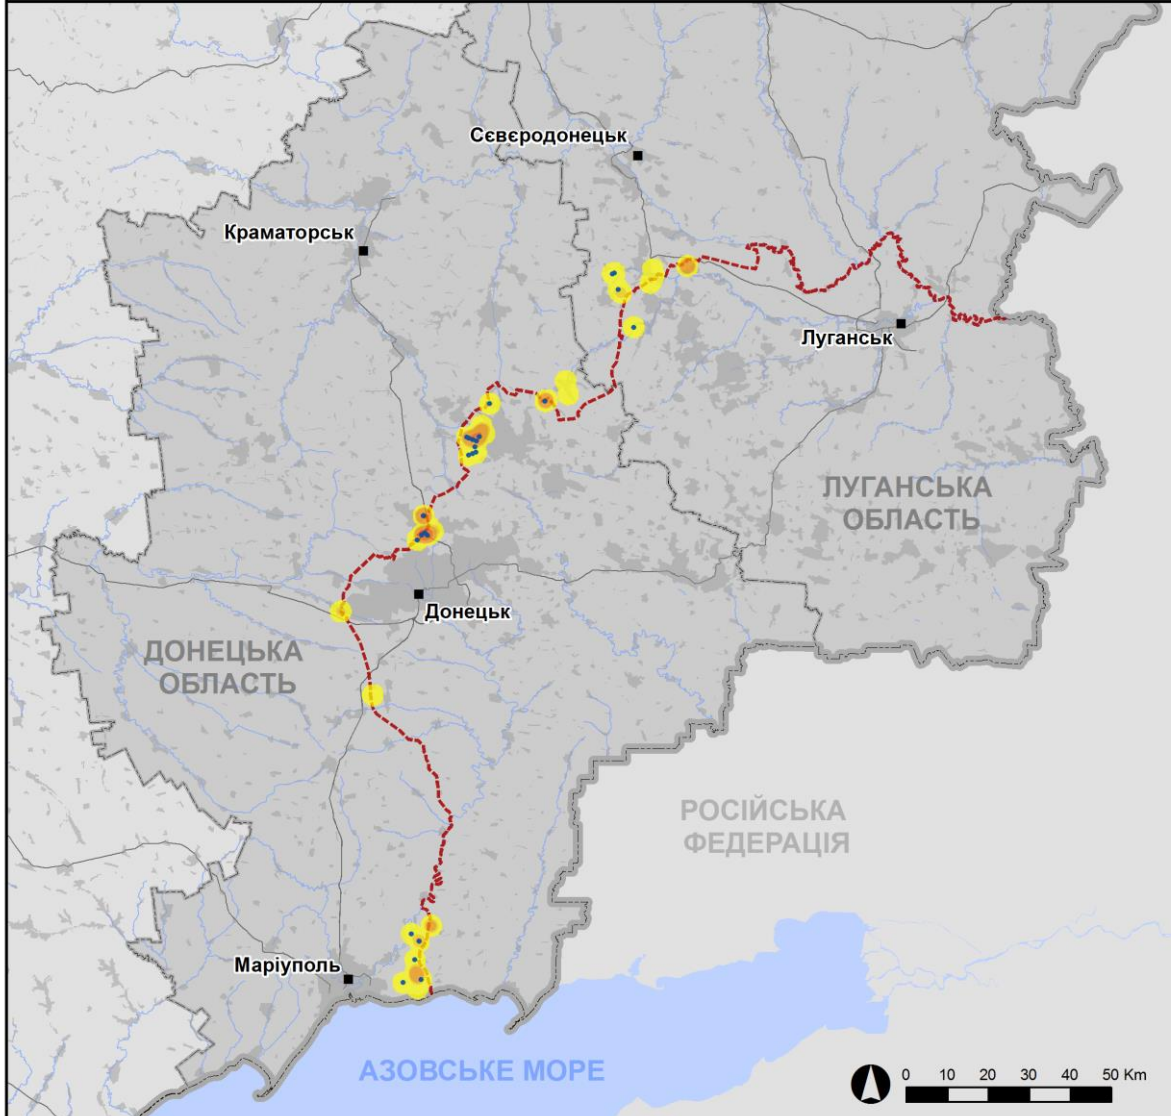 Сєвєродонецьк
Краматорськ
Луганськ
ЛУГАНСЬКА
ОБЛАСТЬ
Донецьк
ДОНЕЦЬКА
ОБЛАСТЬ
РОСІЙСЬКА
ФЕДЕРАЦІЯ
Маріуполь
АЗОВСЬКЕ МОРЕ
0 10 20 30 40 50 Km